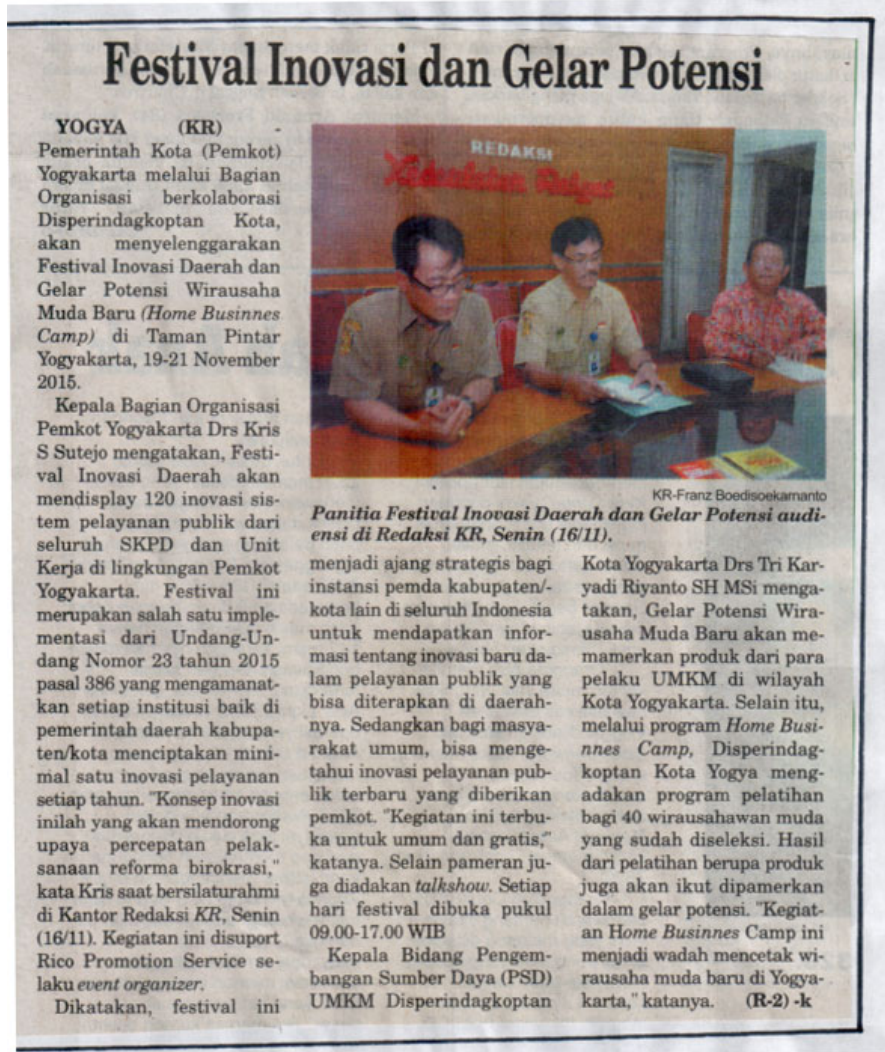 Festival Inovasi dan Gelar Potensi
YOGYA (KR) -
Pemerintah Kota (Pemkot)
Yogyakarta melalui Bagian
Organisasi berkolaborasi
Disperindagkoptan Kota,
akan menyelenggarakan
Festival Inovasi Daerah dan
Gelar Potensi Wirausaha
Muda Baru (Home Businnes
Camp) di Taman Pintar
Yogyakarta, 19-21 November
2015.
Kepala Bagian Organisasi
Pemkot Yogyakarta Drs Kris
S Sutejo mengatakan, Festi-
val Inovasi Daerah akan
mendisplay 120 inovasi sis-
tem pelayanan publik dari
seluruh SKPD dan Unit
Kerja di lingkungan Pemkot
Yogyakarta. Festival ini
merupakan salah satu imple-
mentasi dari Undang-Un-
dang Nomor 23 tahun 2015
pasal 386 yang mengamanat-
kan setiap institusi baik di
pemerintah daerah kabupa-
ten/kota menciptakan mini-
mal satu inovasi pelayanan
setiap tahun. "Konsep inovasi
inilah yang akan mendorong
upaya percepatan pelak-
sanaan reforma birokrasi,"
kata Kris saat bersilaturahmi
di Kantor Redaksi KR, Senin
(16/11). Kegiatan ini disuport
Rico Promotion Service se-
laku event organizer.
Dikatakan, festival ini
REDAKSI
Kedaulatan Rakyat
KR-Franz Boedisoekarnanto
Panitia Festival Inovasi Daerah dan Gelar Potensi audi-
ensi di Redaksi KR, Senin (16/11).
menjadi ajang strategis bagi
instansi pemda kabupaten/-
kota lain di seluruh Indonesia
untuk mendapatkan infor-
masi tentang inovasi baru da-
lam pelayanan publik yang
bisa diterapkan di daerah-
nya. Sedangkan bagi masya-
rakat umum, bisa menge-
tahui inovasi pelayanan pub-
lik terbaru yang diberikan
pemkot. "Kegiatan ini terbu-
ka untuk umum dan gratis,"
katanya. Selain pameran ju-
ga diadakan talkshow. Setiap
hari festival dibuka pukul
09.00-17.00 WIB
Kepala Bidang Pengem-
bangan Sumber Daya (PSD)
UMKM Disperindagkoptan
Kota Yogyakarta Drs Tri Kar-
yadi Riyanto SH MSi menga-
takan, Gelar Potensi Wira-
usaha Muda Baru akan me-
mamerkan produk dari para
pelaku UMKM di wilayah
Kota Yogyakarta. Selain itu,
melalui program Home Busi-
nnes Camp, Disperindag-
koptan Kota Yogya meng-
adakan program pelatihan
bagi 40 wirausahawan muda
yang sudah diseleksi. Hasil
dari pelatihan berupa produk
juga akan ikut dipamerkan
dalam gelar potensi. "Kegiat-
an Home Businnes Camp ini
menjadi wadah mencetak wi-
rausaha muda baru di Yogya-
karta," katanya. (R-2) -k